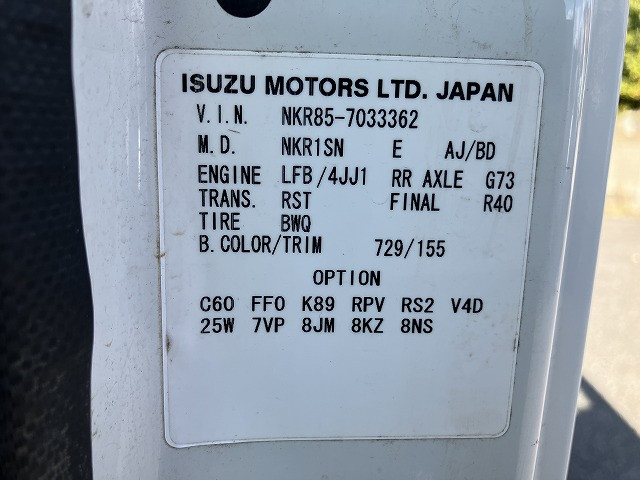 ISUZU MOTORS LTD. JAPAN
V.I.N. NKR85-7033362
M.D. NKR1SN E AJ/BD
ENGINE LFB/4JJ1 RR AXLE G73
TRANS. RST FINAL R40
TIRE BWQ
B.COLOR/TRIM 729/155
OPTION
C60 FF0 K89 RPV RS2 V4D
25W 7VP 8JM 8KZ 8NS